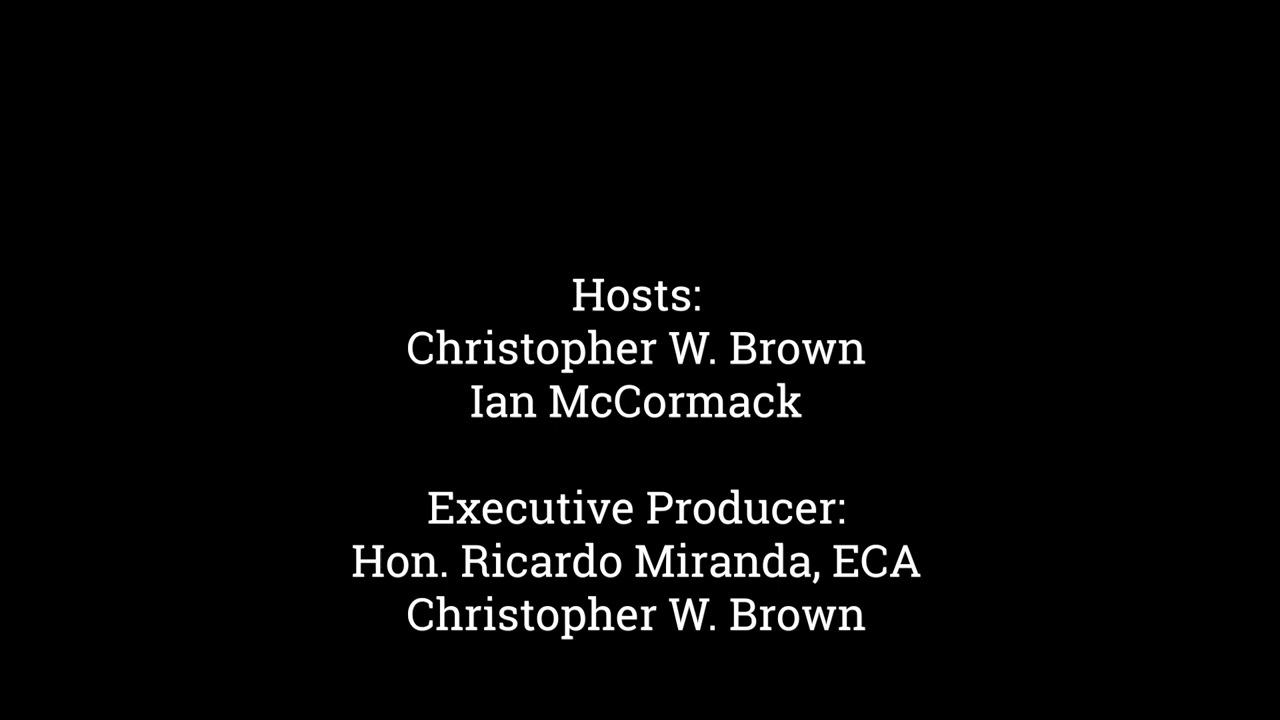 Hosts:
Christopher W. Brown
Ian McCormack
Executive Producer:
Hon. Ricardo Miranda, ECA
Christopher W. Brown